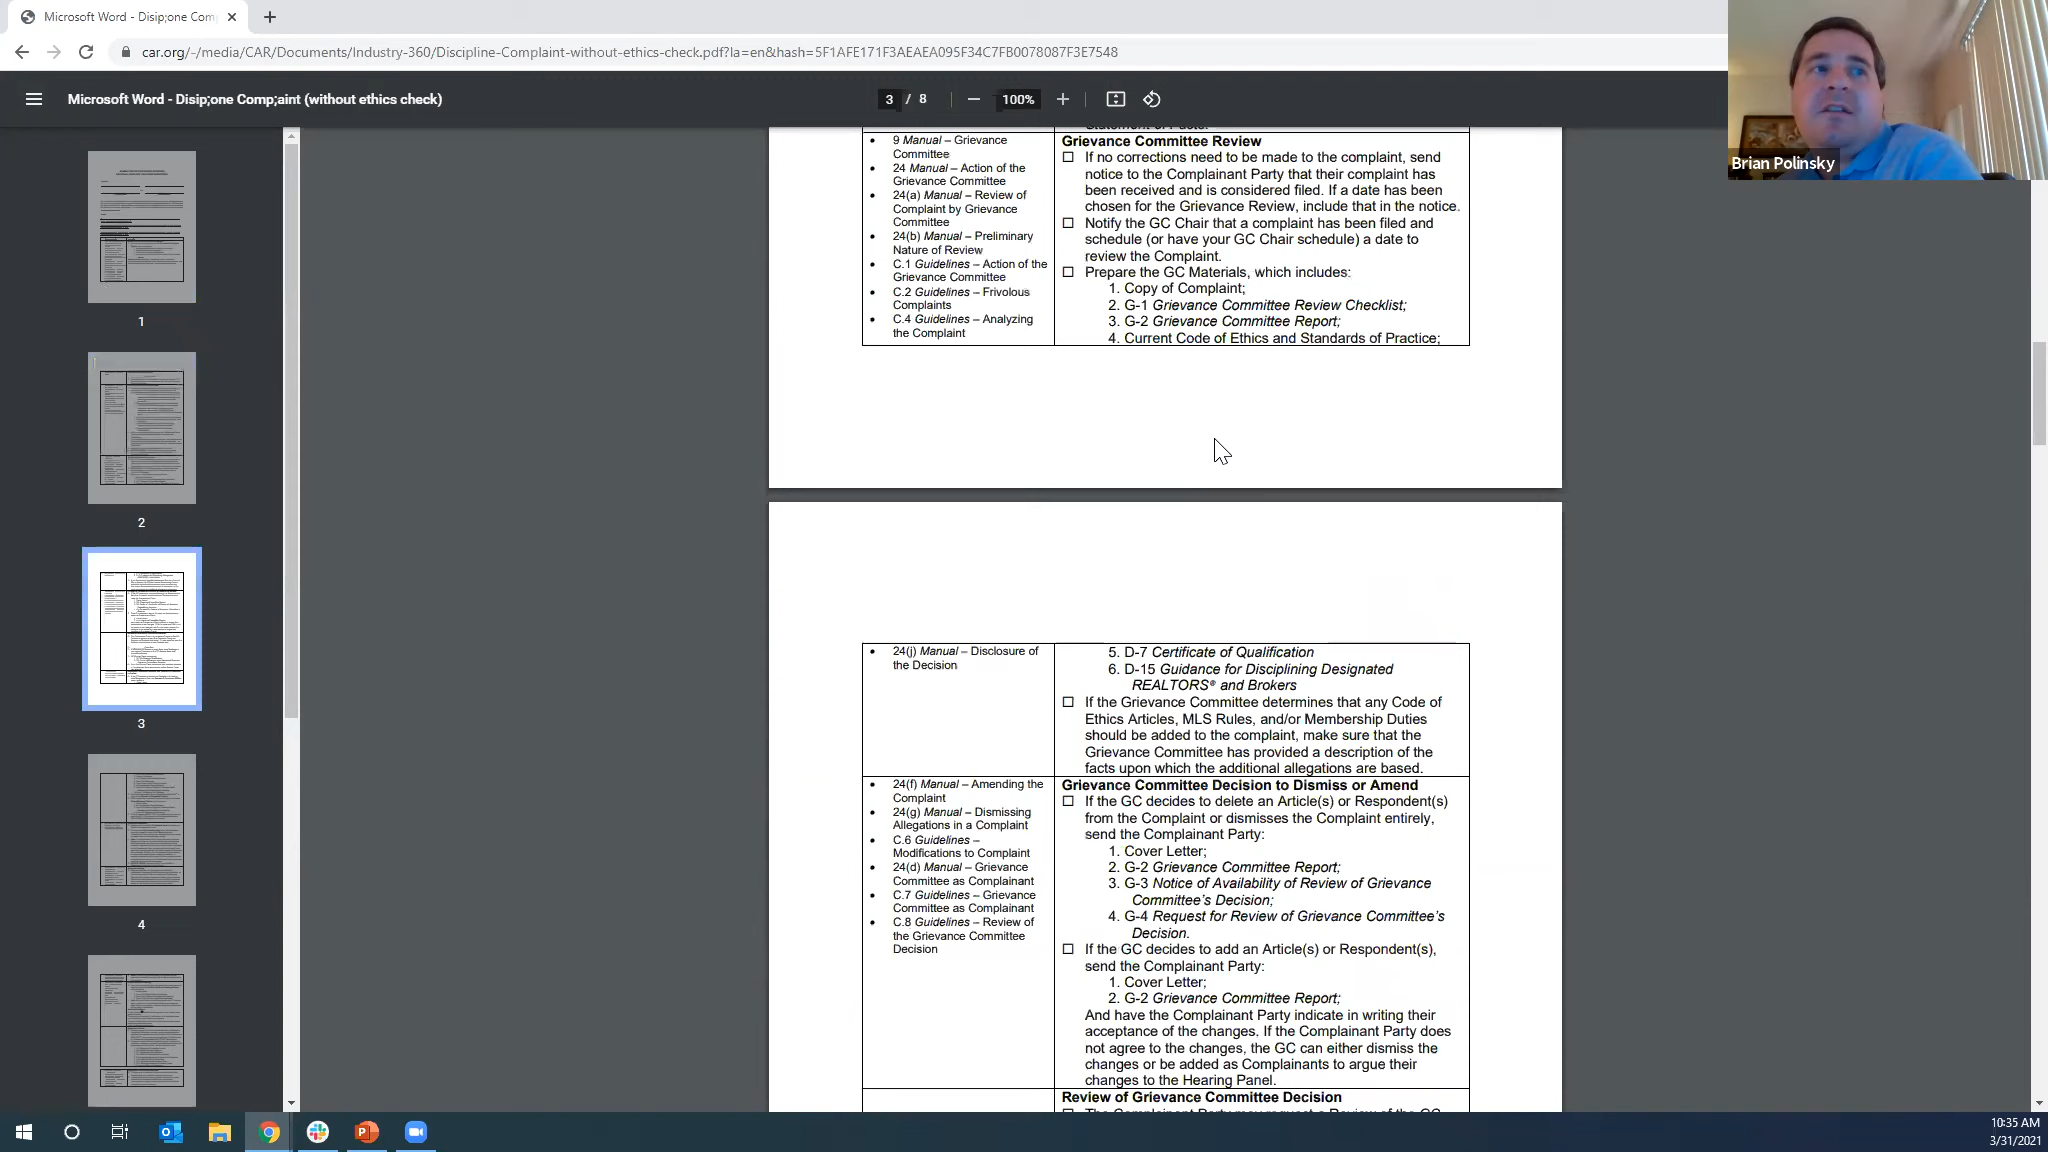 Microsoft Word - Disip;one Com
car.org/-/media/CAR/Documents/Industry-360/Discipline-Complaint-without-ethics-check.pdf?la=en&hash=5F1AFE171F3AEAEA095F34C7FB0078087F3E7548
Microsoft Word - Disip;one Comp;aint (without ethics check)
3 / 8
100%
Brian Polinsky
1
2
3
4
Statement of Facts.
• 9 Manual – Grievance
Committee
• 24 Manual – Action of the
Grievance Committee
• 24(a) Manual – Review of
Complaint by Grievance
Committee
• 24(b) Manual – Preliminary
Nature of Review
• C.1 Guidelines – Action of the
Grievance Committee
• C.2 Guidelines – Frivolous
Complaints
• C.4 Guidelines – Analyzing
the Complaint
Grievance Committee Review
☐ If no corrections need to be made to the complaint, send
notice to the Complainant Party that their complaint has
been received and is considered filed. If a date has been
chosen for the Grievance Review, include that in the notice.
☐ Notify the GC Chair that a complaint has been filed and
schedule (or have your GC Chair schedule) a date to
review the Complaint.
☐ Prepare the GC Materials, which includes:
1. Copy of Complaint;
2. G-1 Grievance Committee Review Checklist;
3. G-2 Grievance Committee Report;
4. Current Code of Ethics and Standards of Practice;
• 24(j) Manual – Disclosure of
the Decision
5. D-7 Certificate of Qualification
6. D-15 Guidance for Disciplining Designated
REALTORS® and Brokers
☐ If the Grievance Committee determines that any Code of
Ethics Articles, MLS Rules, and/or Membership Duties
should be added to the complaint, make sure that the
Grievance Committee has provided a description of the
facts upon which the additional allegations are based.
• 24(f) Manual – Amending the
Complaint
• 24(g) Manual – Dismissing
Allegations in a Complaint
• C.6 Guidelines –
Modifications to Complaint
• 24(d) Manual – Grievance
Committee as Complainant
• C.7 Guidelines – Grievance
Committee as Complainant
• C.8 Guidelines – Review of
the Grievance Committee
Decision
Grievance Committee Decision to Dismiss or Amend
☐ If the GC decides to delete an Article(s) or Respondent(s)
from the Complaint or dismisses the Complaint entirely,
send the Complainant Party:
1. Cover Letter;
2. G-2 Grievance Committee Report;
3. G-3 Notice of Availability of Review of Grievance
Committee's Decision;
4. G-4 Request for Review of Grievance Committee's
Decision.
☐ If the GC decides to add an Article(s) or Respondent(s),
send the Complainant Party:
1. Cover Letter;
2. G-2 Grievance Committee Report;
And have the Complainant Party indicate in writing their
acceptance of the changes. If the Complainant Party does
not agree to the changes, the GC can either dismiss the
changes or be added as Complainants to argue their
changes to the Hearing Panel.
Review of Grievance Committee Decision
10:35 AM
3/31/2021